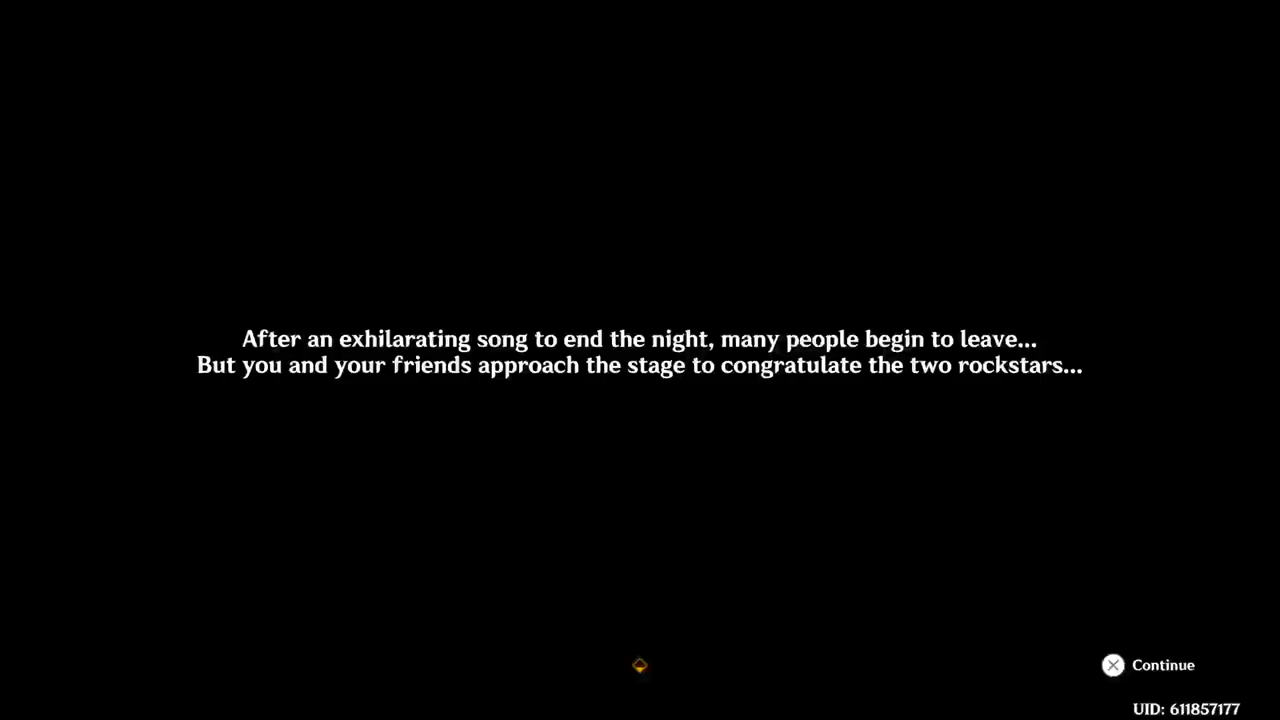 After an exhilarating song to end the night, many people begin to leave...
But you and your friends approach the stage to congratulate the two rockstars...
Continue
UID: 611857177